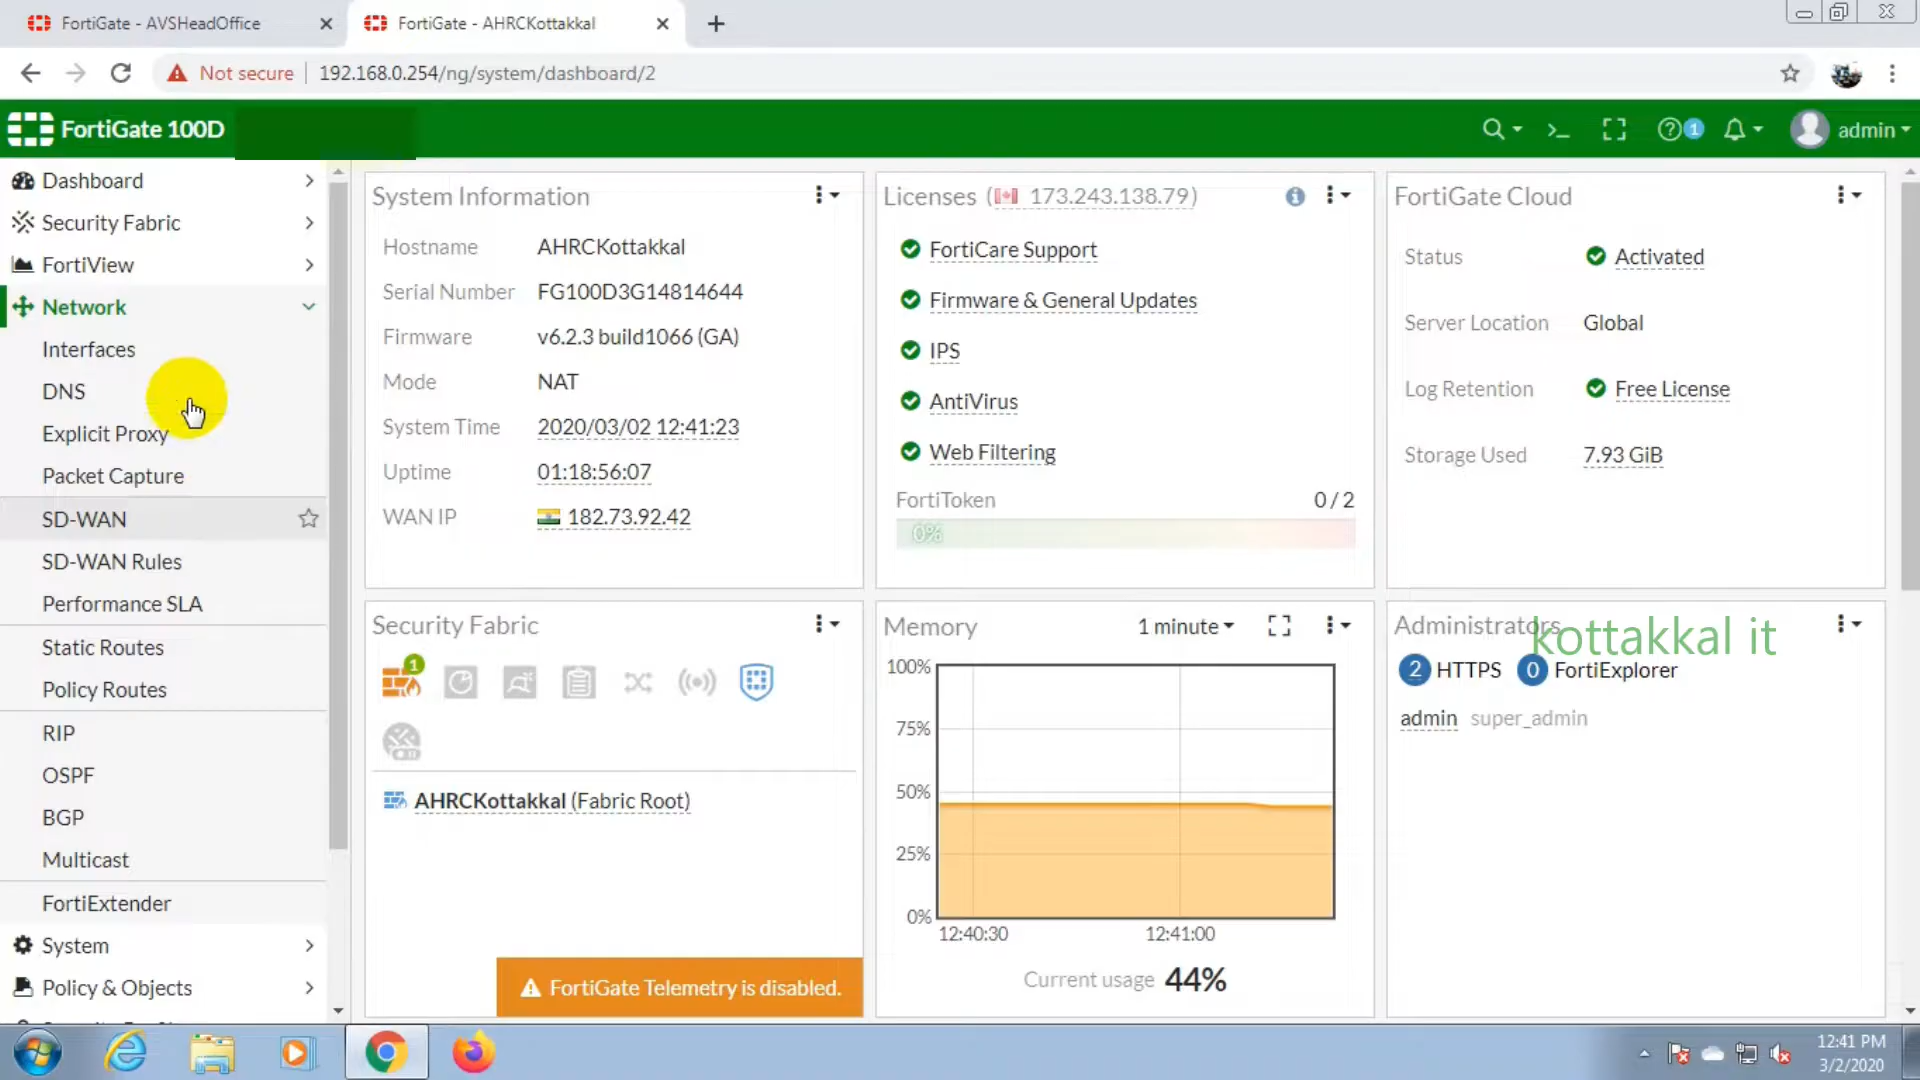 FortiGate - AVSHeadOffice
FortiGate - AHRCKottakkal
Not secure
192.168.0.254/ng/system/dashboard/2
FortiGate 100D
1
admin
Dashboard
Security Fabric
FortiView
Network
Interfaces
DNS
Explicit Proxy
Packet Capture
SD-WAN
SD-WAN Rules
Performance SLA
Static Routes
Policy Routes
RIP
OSPF
BGP
Multicast
FortiExtender
System
Policy & Objects
System Information
Hostname AHRCKottakkal
Serial Number FG100D3G14814644
Firmware v6.2.3 build1066 (GA)
Mode NAT
System Time 2020/03/02 12:41:23
Uptime 01:18:56:07
WAN IP 182.73.92.42
Licenses (173.243.138.79)
FortiCare Support
Firmware & General Updates
IPS
AntiVirus
Web Filtering
FortiToken 0 / 2
0%
FortiGate Cloud
Status Activated
Server Location Global
Log Retention Free License
Storage Used 7.93 GiB
Security Fabric
1
AHRCKottakkal (Fabric Root)
FortiGate Telemetry is disabled.
Memory 1 minute
100%
75%
50%
25%
0%
12:40:30 12:41:00
Current usage 44%
Administrators
kottakkal it
2 HTTPS 0 FortiExplorer
admin super_admin
12:41 PM
3/2/2020